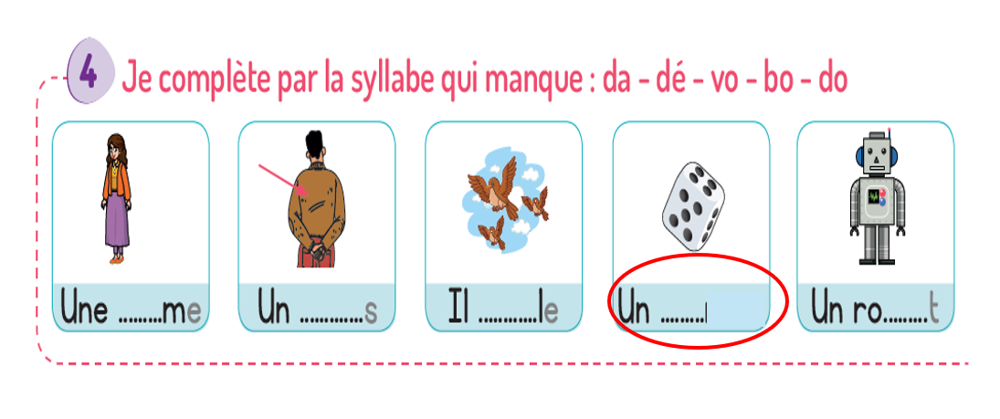 4 Je complète par la syllabe qui manque : da - dé - vo - bo - do
Une .........me
Un .............s
Il ............le
Un .........
Un ro.........t